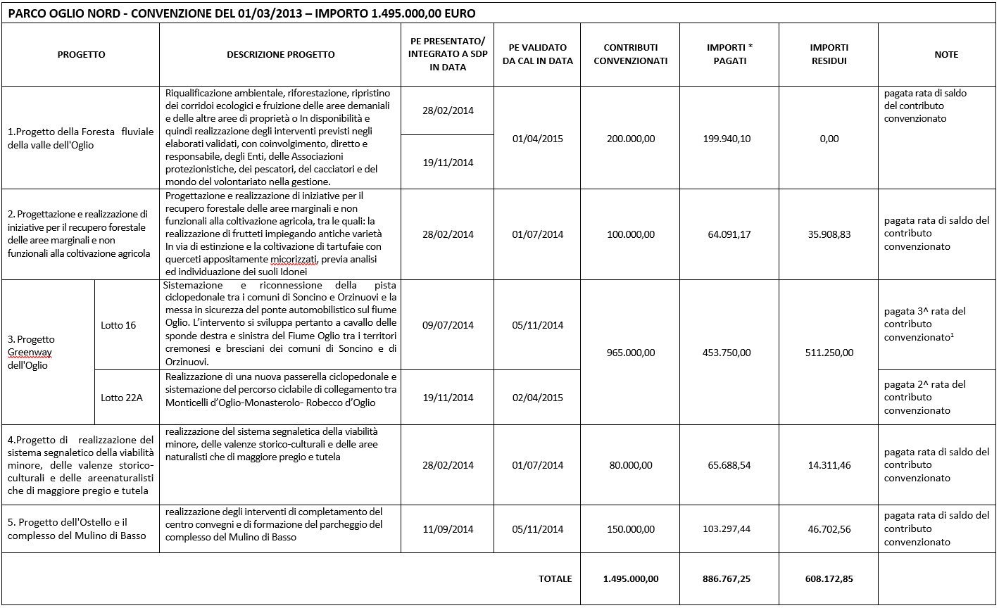 PARCO OGLIO NORD - CONVENZIONE DEL 01/03/2013 – IMPORTO 1.495.000,00 EURO
PROGETTO
DESCRIZIONE PROGETTO
PE PRESENTATO/
INTEGRATO A SDP
IN DATA
PE VALIDATO
DA CAL IN DATA
CONTRIBUTI
CONVENZIONATI
IMPORTI *
PAGATI
IMPORTI
RESIDUI
NOTE
1.Progetto della Foresta fluviale
della valle dell'Oglio
Riqualificazione ambientale, riforestazione, ripristino
dei corridoi ecologici e fruizione delle aree demaniali
e delle altre aree di proprietà o In disponibilità e
quindi realizzazione degli interventi previsti negli
elaborati validati, con coinvolgimento, diretto e
responsabile, degli Enti, delle Associazioni
protezionistiche, dei pescatori, del cacciatori e del
mondo del volontariato nella gestione.
28/02/2014
19/11/2014
01/04/2015
200.000,00
199.940,10
0,00
pagata rata di saldo
del contributo
convenzionato
2. Progettazione e realizzazione di
iniziative per il recupero forestale
delle aree marginali e non
funzionali alla coltivazione agricola
Progettazione e realizzazione di iniziative per il
recupero forestale delle aree marginali e non
funzionali alla coltivazione agricola, tra le quali: la
realizzazione di frutteti impiegando antiche varietà
In via di estinzione e la coltivazione di tartufaie con
querceti appositamente micorizzati, previa analisi
ed individuazione dei suoli Idonei
28/02/2014
01/07/2014
100.000,00
64.091,17
35.908,83
pagata rata di saldo del
contributo
convenzionato
3. Progetto
Greenway
dell'Oglio
Lotto 16
Sistemazione e riconnessione della pista
ciclopedonale tra i comuni di Soncino e Orzinuovi e la
messa in sicurezza del ponte automobilistico sul fiume
Oglio. L’intervento si sviluppa pertanto a cavallo delle
sponde destra e sinistra del Fiume Oglio tra i territori
cremonesi e bresciani dei comuni di Soncino e di
Orzinuovi.
09/07/2014
05/11/2014
965.000,00
453.750,00
511.250,00
pagata 3^ rata del
contributo
convenzionato¹
Lotto 22A
Realizzazione di una nuova passerella ciclopedonale e
sistemazione del percorso ciclabile di collegamento tra
Monticelli d’Oglio-Monasterolo- Robecco d’Oglio
19/11/2014
02/04/2015
pagata 2^ rata del
contributo
convenzionato
4.Progetto di realizzazione del
sistema segnaletico della viabilità
minore, delle valenze storico-
culturali e delle areenaturalisti
che di maggiore pregio e tutela
realizzazione del sistema segnaletica della viabilità
minore, delle valenze storico-culturali e delle aree
naturalisti che di maggiore pregio e tutela
28/02/2014
01/07/2014
80.000,00
65.688,54
14.311,46
pagata rata di saldo del
contributo
convenzionato
5. Progetto dell'Ostello e il
complesso del Mulino di Basso
realizzazione degli interventi di completamento del
centro convegni e di formazione del parcheggio del
complesso del Mulino di Basso
11/09/2014
05/11/2014
150.000,00
103.297,44
46.702,56
pagata rata di saldo del
contributo
convenzionato
TOTALE
1.495.000,00
886.767,25
608.172,85